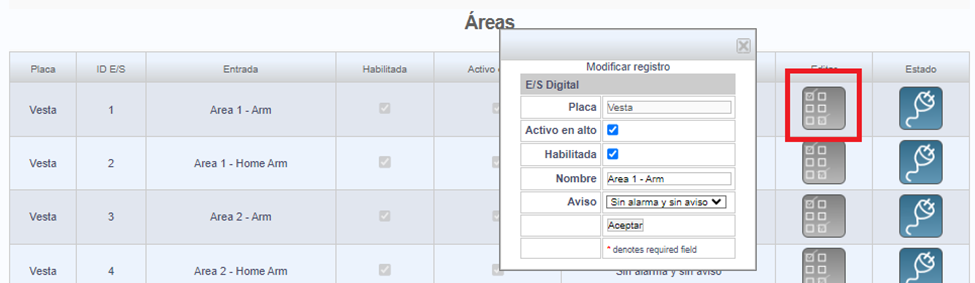 Áreas
Placa ID E/S Entrada Habilitada Activo Editar Estado
Modificar registro
E/S Digital
Placa Vesta
Activo en alto
Habilitada
Nombre Area 1 - Arm
Aviso Sin alarma y sin aviso
Aceptar
* denotes required field
Vesta 1 Area 1 - Arm
Vesta 2 Area 1 - Home Arm
Vesta 3 Area 2 - Arm
Vesta 4 Area 2 - Home Arm Sin alarma y sin aviso